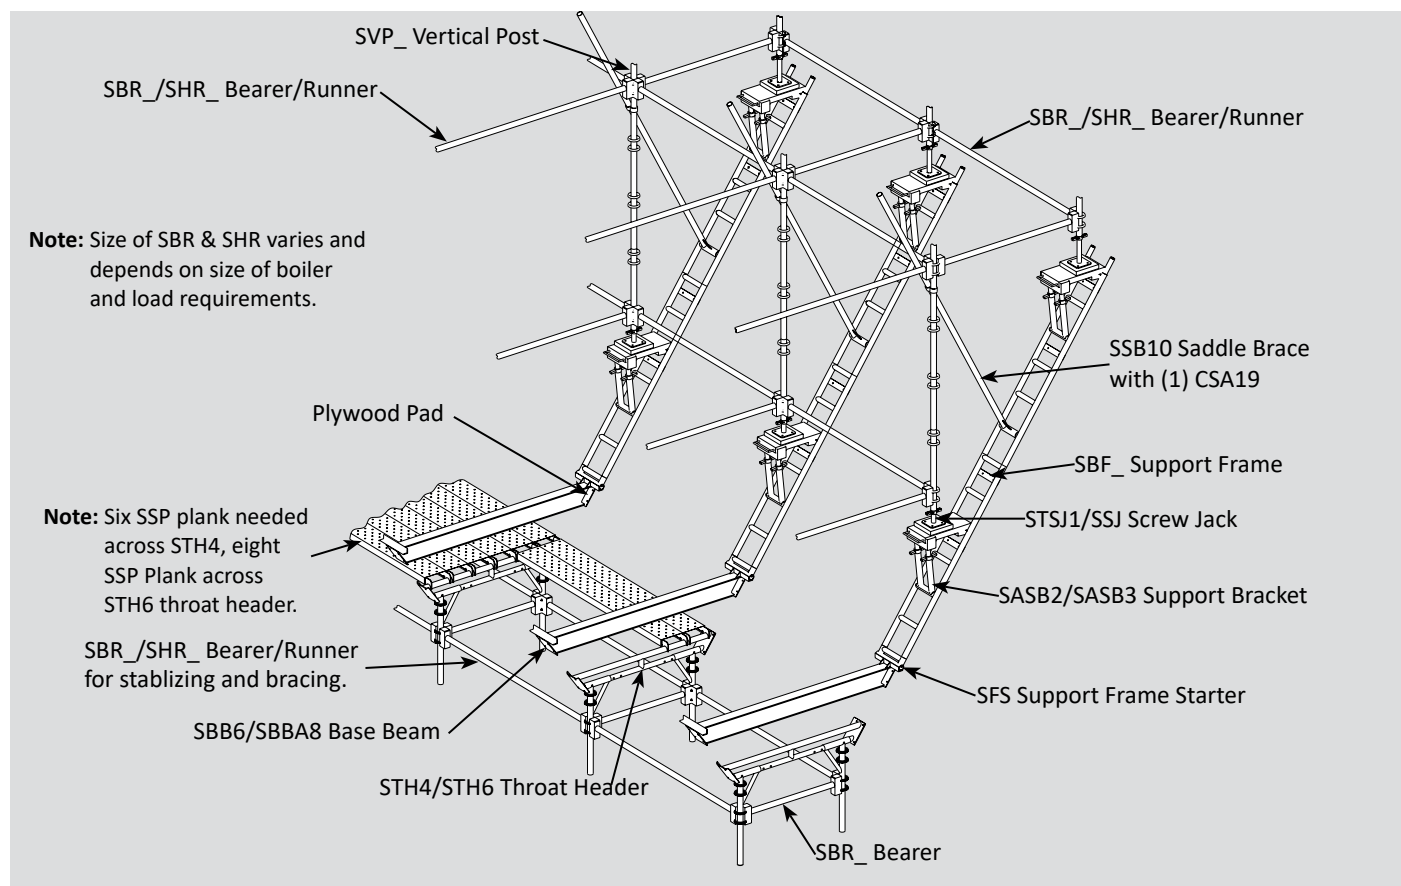 SVP_ Vertical Post
SBR_/SHR_ Bearer/Runner
SBR_/SHR_ Bearer/Runner
Note: Size of SBR & SHR varies and
depends on size of boiler
and load requirements.
SSB10 Saddle Brace
with (1) CSA19
Plywood Pad
SBF_ Support Frame
Note: Six SSP plank needed
across STH4, eight
SSP Plank across
STH6 throat header.
STSJ1/SSJ Screw Jack
SASB2/SASB3 Support Bracket
SBR_/SHR_ Bearer/Runner
for stablizing and bracing.
SFS Support Frame Starter
SBB6/SBBA8 Base Beam
STH4/STH6 Throat Header
SBR_ Bearer